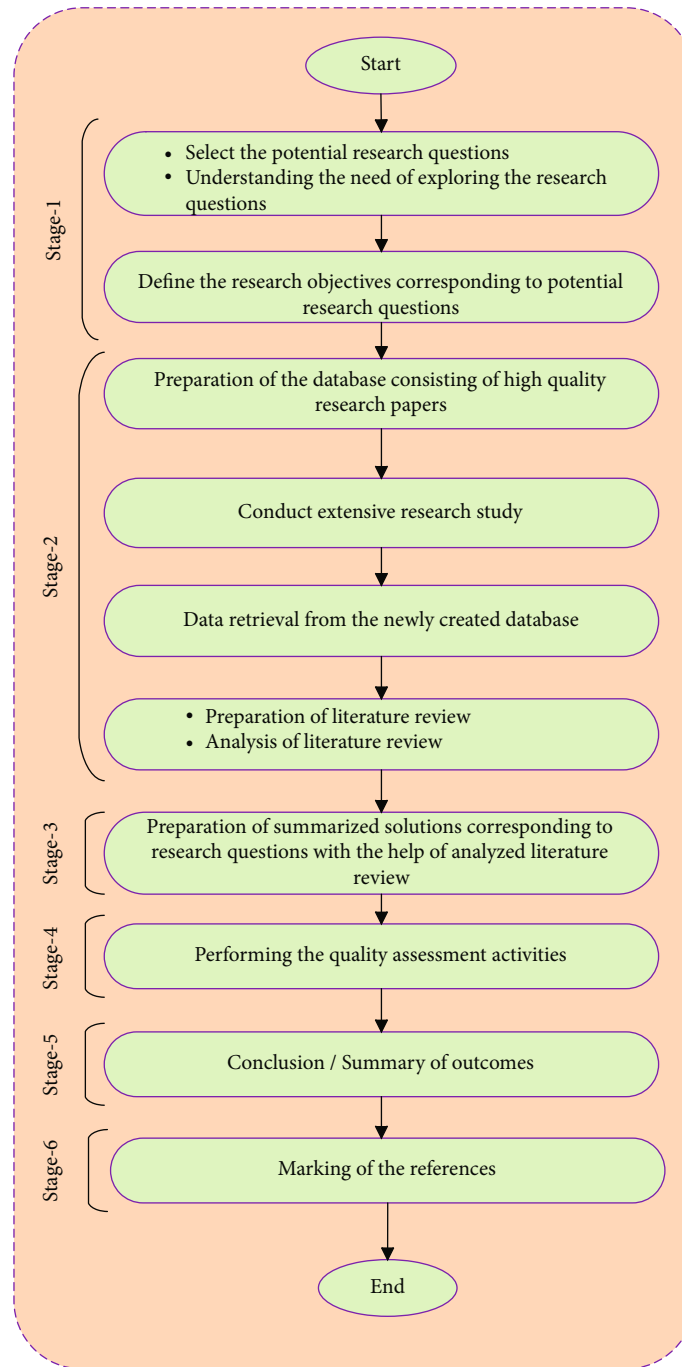 Start
Stage-1
• Select the potential research questions
• Understanding the need of exploring the research
questions
Define the research objectives corresponding to potential
research questions
Stage-2
Preparation of the database consisting of high quality
research papers
Conduct extensive research study
Data retrieval from the newly created database
• Preparation of literature review
• Analysis of literature review
Stage-3
Preparation of summarized solutions corresponding to
research questions with the help of analyzed literature
review
Stage-4
Performing the quality assessment activities
Stage-5
Conclusion / Summary of outcomes
Stage-6
Marking of the references
End